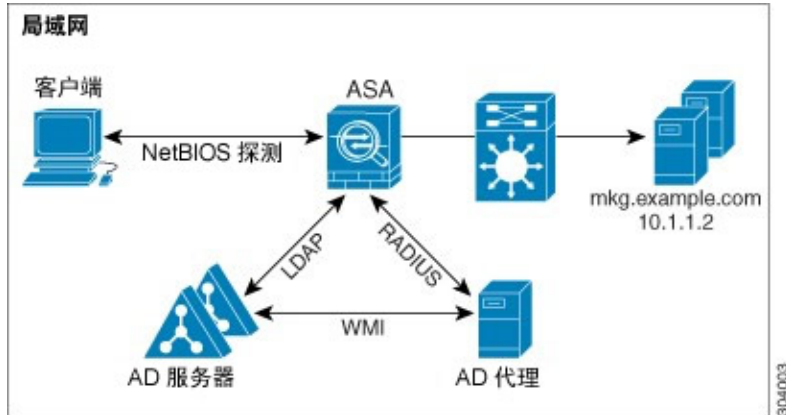 局域网
客户端
ASA
NetBIOS 探测
mkg.example.com
10.1.1.2
LDAP
RADIUS
WMI
AD 服务器
AD 代理
304003